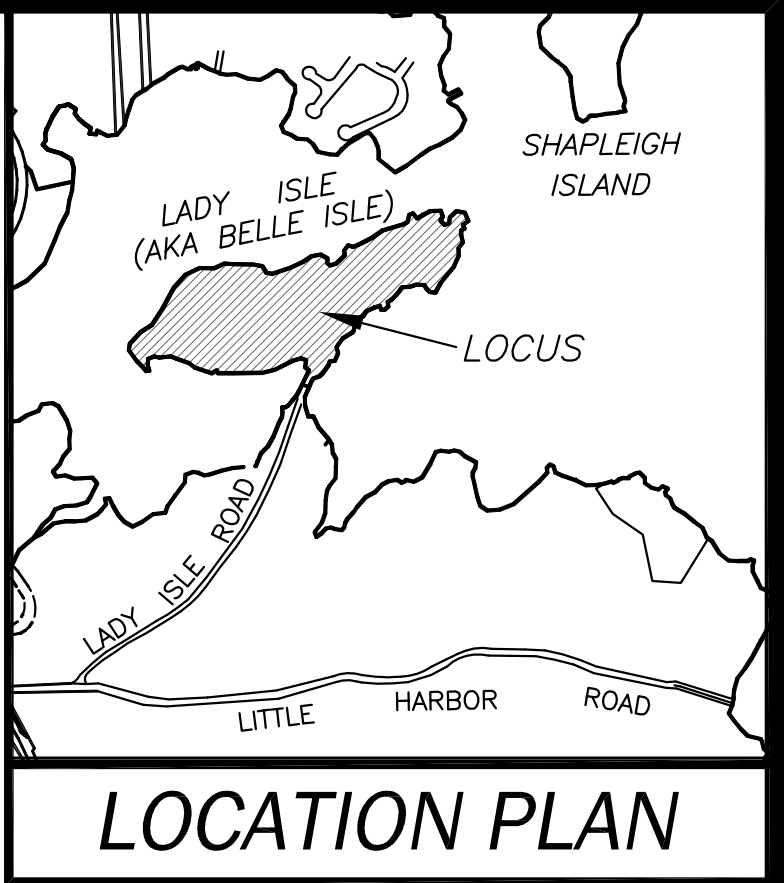 SHAPLEIGH
ISLAND
LADY ISLE
(AKA BELLE ISLE)
LOCUS
LADY ISLE ROAD
LITTLE HARBOR ROAD
LOCATION PLAN